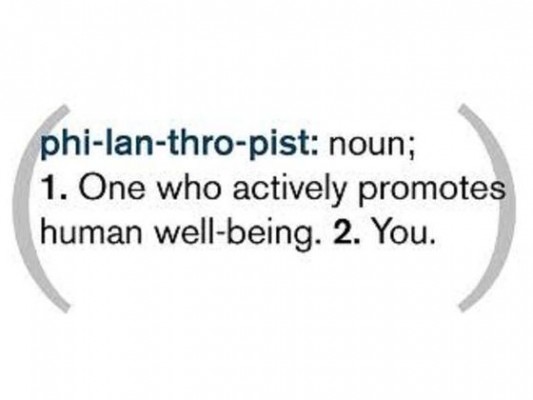 phi-lan-thro-pist: noun;
1. One who actively promotes
human well-being. 2. You.